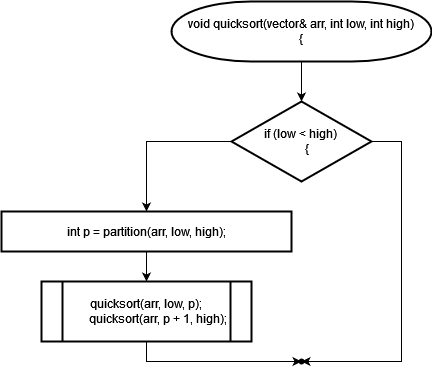 void quicksort(vector& arr, int low, int high)
{
if (low < high)
{
int p = partition(arr, low, high);
quicksort(arr, low, p);
quicksort(arr, p + 1, high);